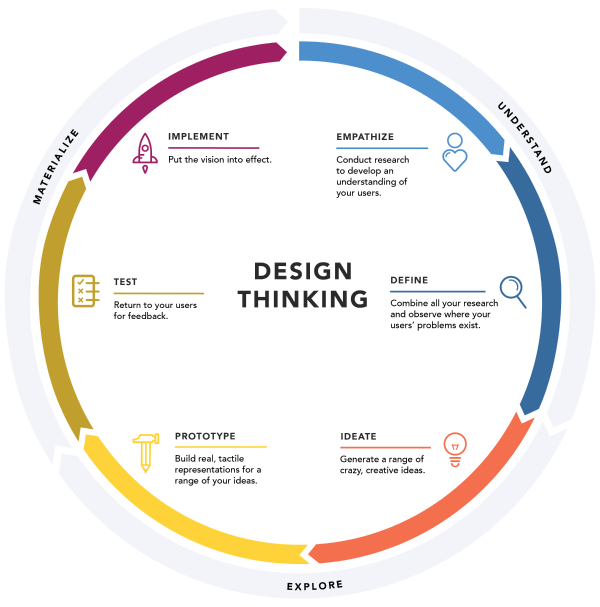 DESIGN
THINKING
UNDERSTAND
EMPATHIZE
Conduct research
to develop an
understanding of
your users.
DEFINE
Combine all your research
and observe where your
users' problems exist.
EXPLORE
IDEATE
Generate a range of
crazy, creative ideas.
PROTOTYPE
Build real, tactile
representations for a
range of your ideas.
MATERIALIZE
TEST
Return to your users
for feedback.
IMPLEMENT
Put the vision into effect.